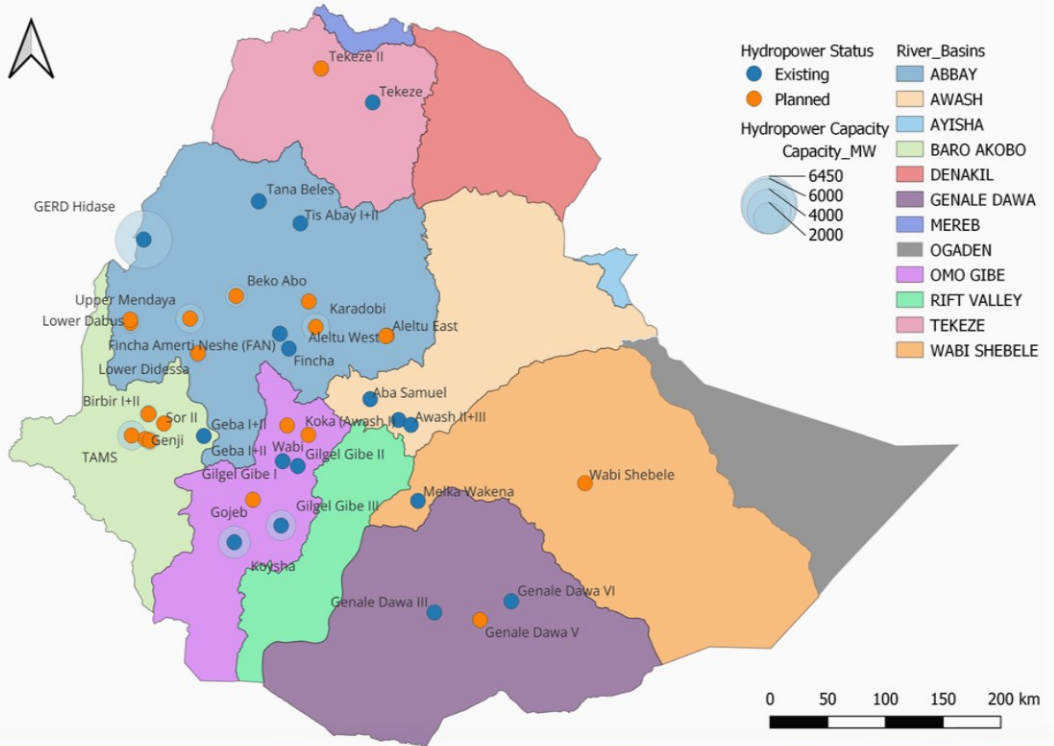 Tekeze II
Tekeze
Tana Beles
Tis Abay I+II
GERD Hidase
Beko Abo
Upper Mendaya
Karadobi
Lower Dabus
Aleltu East
Aleltu West
Fincha Amerti Neshe (FAN)
Fincha
Lower Didessa
Aba Samuel
Birbir I+II
Sor II
Awash II+III
Koka (Awash I)
Geba I+II
Genji
Geba I+II
Wabi
TAMS
Gilgel Gibe II
Gilgel Gibe I
Wabi Shebele
Melka Wakena
Gilgel Gibe III
Gojeb
Koysha
Genale Dawa VI
Genale Dawa III
Genale Dawa V
Hydropower Status
Existing
Planned
Hydropower Capacity
Capacity_MW
6450
6000
4000
2000
River_Basins
ABBAY
AWASH
AYISHA
BARO AKOBO
DENAKIL
GENALE DAWA
MEREB
OGADEN
OMO GIBE
RIFT VALLEY
TEKEZE
WABI SHEBELE
0 50 100 150 200 km